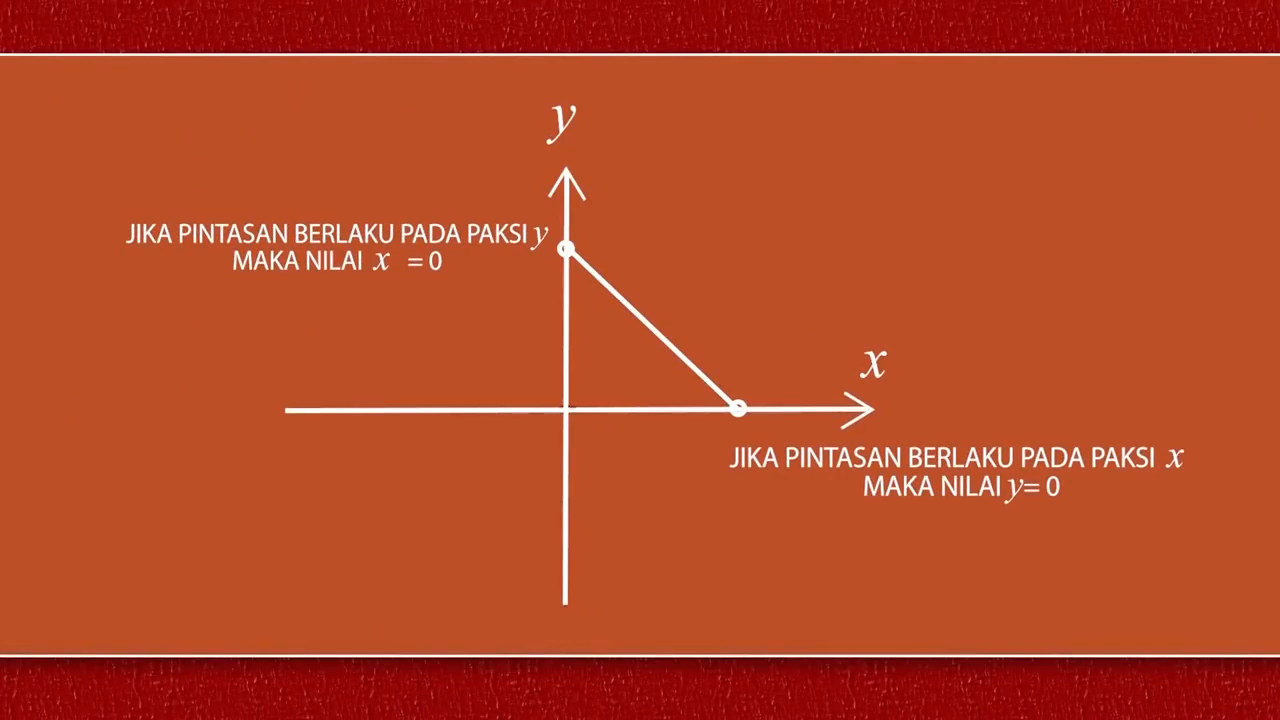 y
JIKA PINTASAN BERLAKU PADA PAKSI y
MAKA NILAI x = 0
x
JIKA PINTASAN BERLAKU PADA PAKSI x
MAKA NILAI y= 0